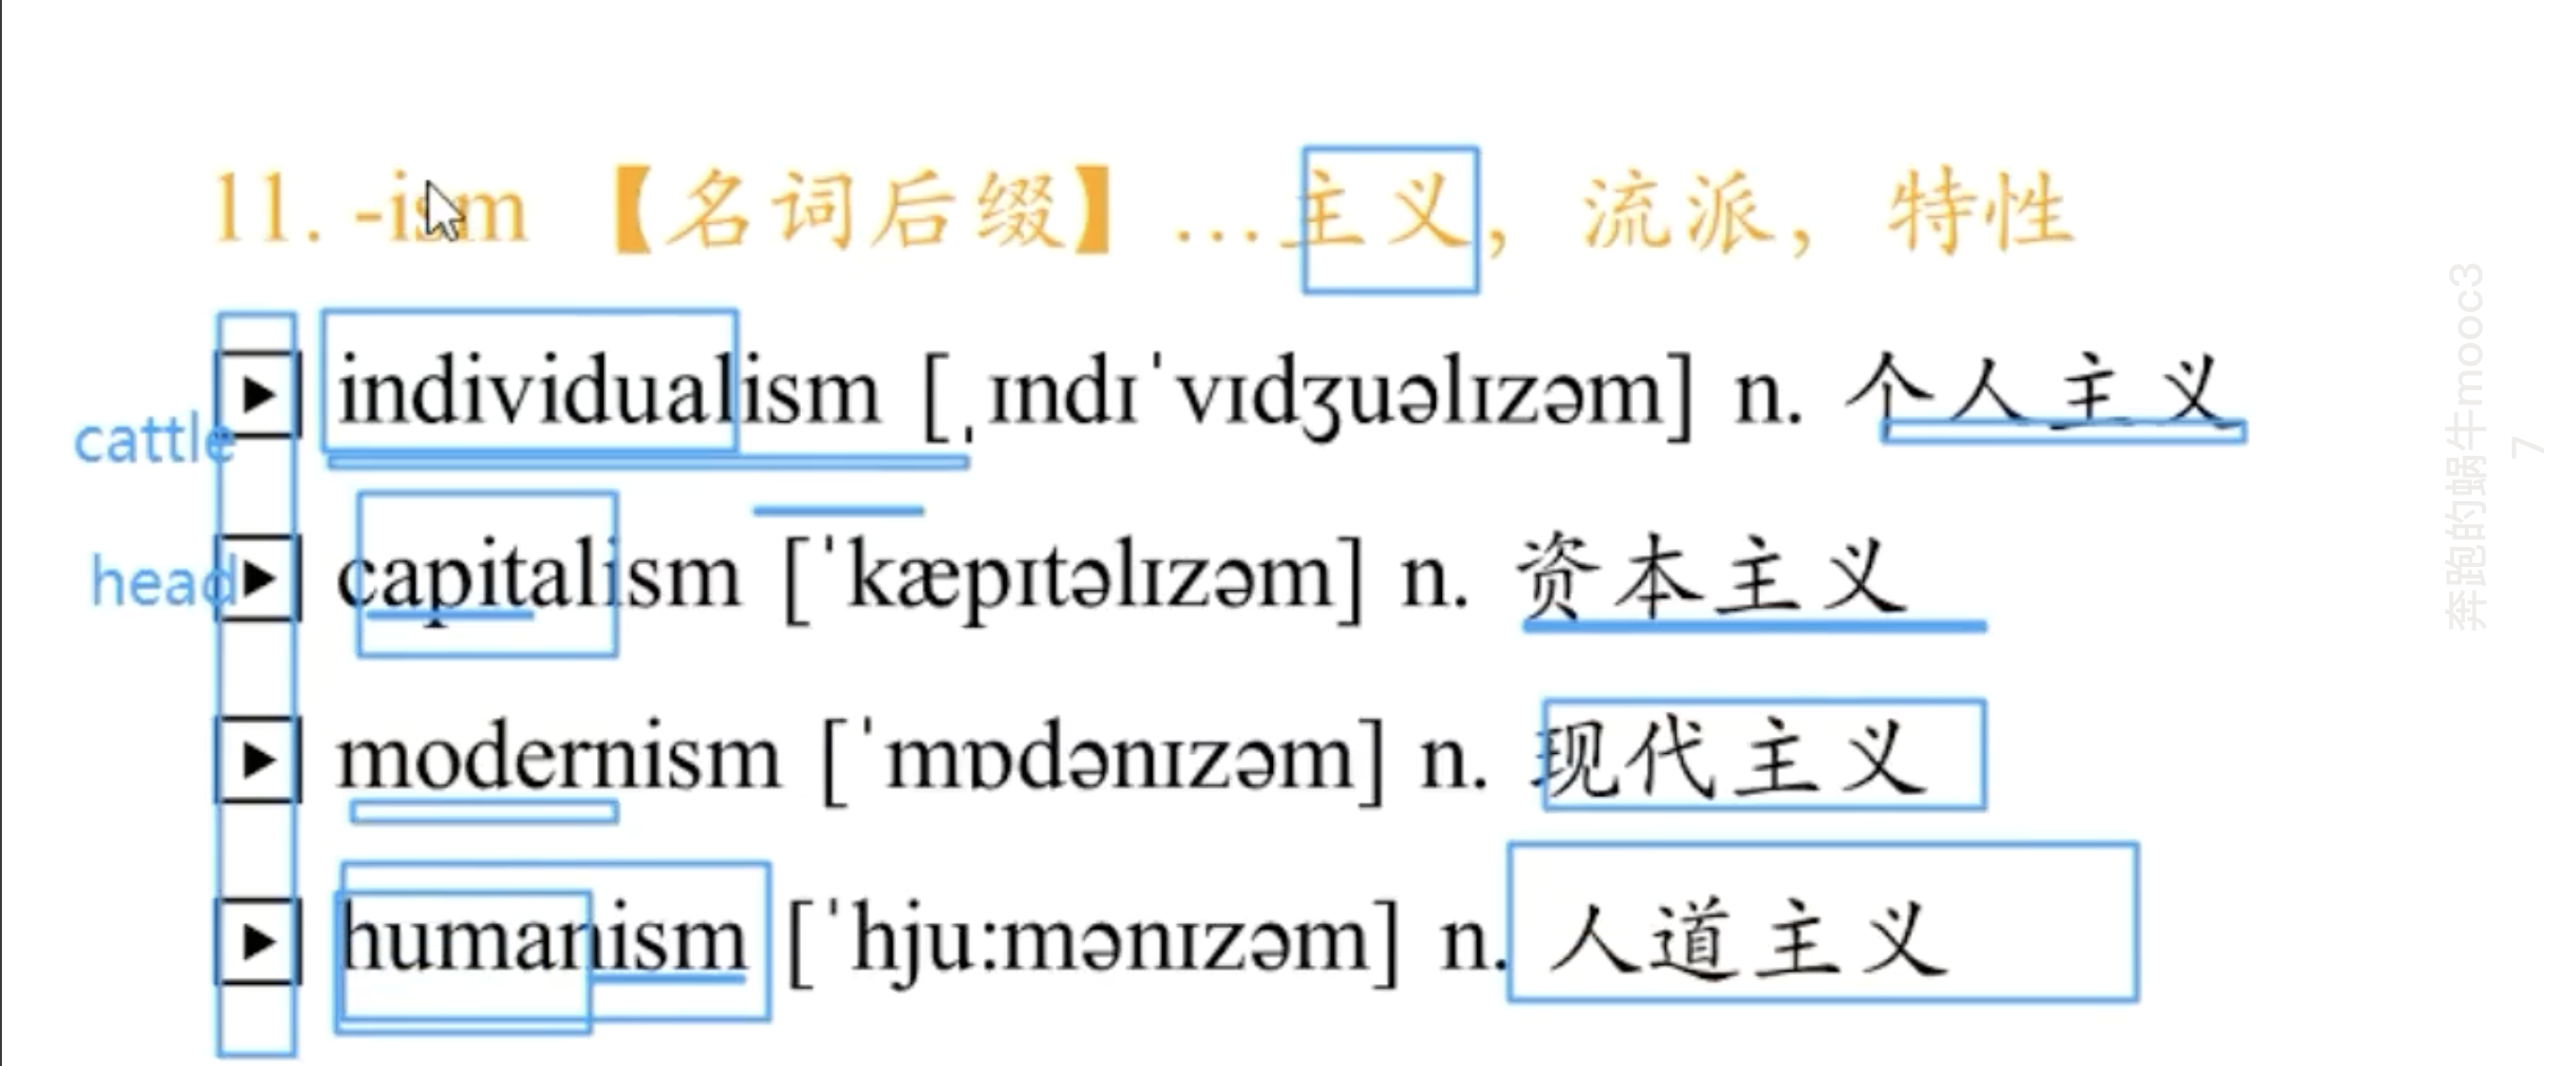 11. -ism 【名词后缀】 …主义，流派，特性
individualism [ˌɪndɪˈvɪdʒuəlɪzəm] n. 个人主义
cattle
capitalism [ˈkæpɪtəlɪzəm] n. 资本主义
head
modernism [ˈmɒdənɪzəm] n. 现代主义
humanism [ˈhju:mənɪzəm] n. 人道主义
奔跑的蜗牛mooc3
7